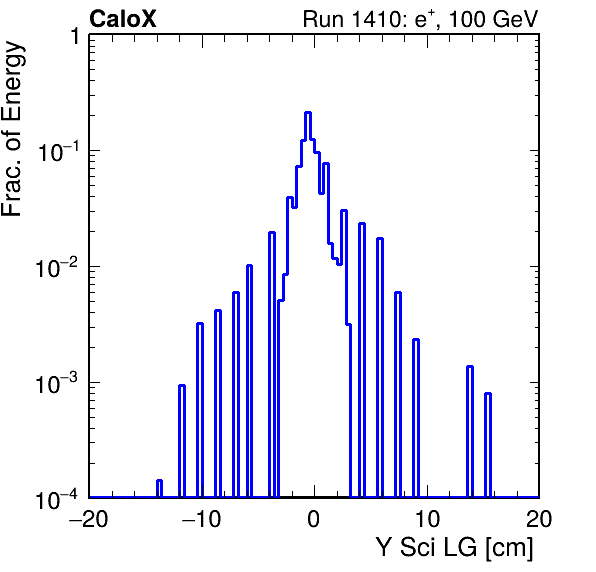 CaloX Run 1410: e⁺, 100 GeV
Frac. of Energy
1
10⁻¹
10⁻²
10⁻³
10⁻⁴
−20 −10 0 10 20
Y Sci LG [cm]